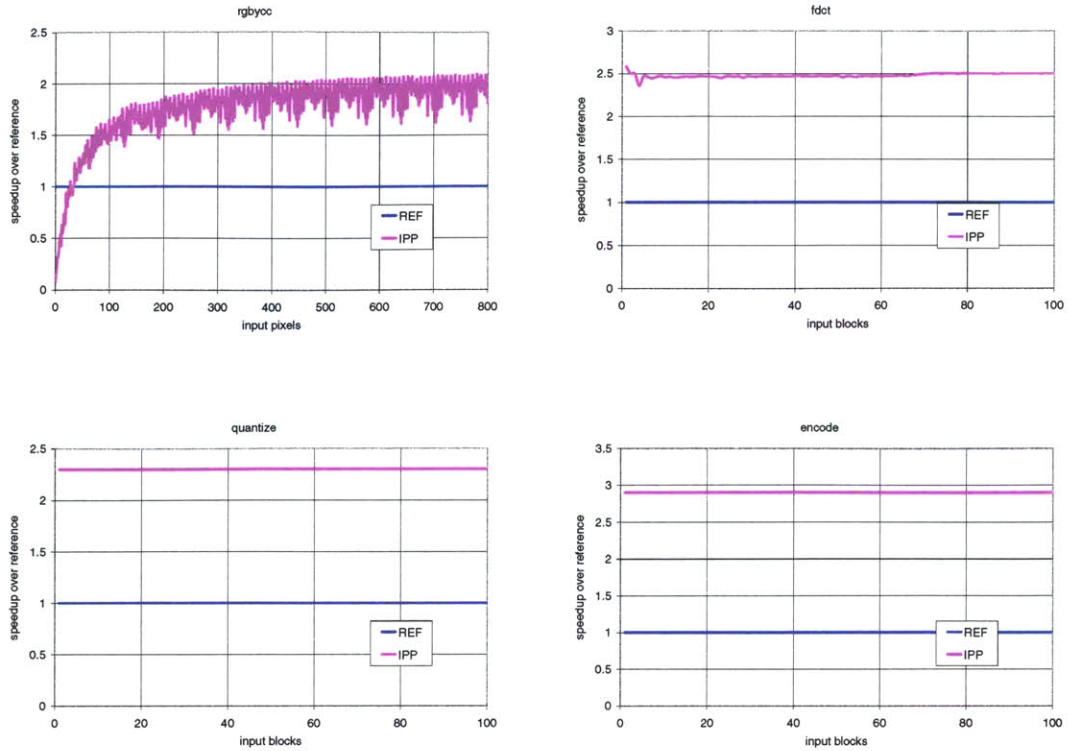 rgbycc
2.5
2
1.5
1
0.5
0
speedup over reference
REF
IPP
0 100 200 300 400 500 600 700 800
input pixels
fdct
3
2.5
2
1.5
1
0.5
0
speedup over reference
REF
IPP
0 20 40 60 80 100
input blocks
quantize
2.5
2
1.5
1
0.5
0
speedup over reference
REF
IPP
0 20 40 60 80 100
input blocks
encode
3.5
3
2.5
2
1.5
1
0.5
0
speedup over reference
REF
IPP
0 20 40 60 80 100
input blocks